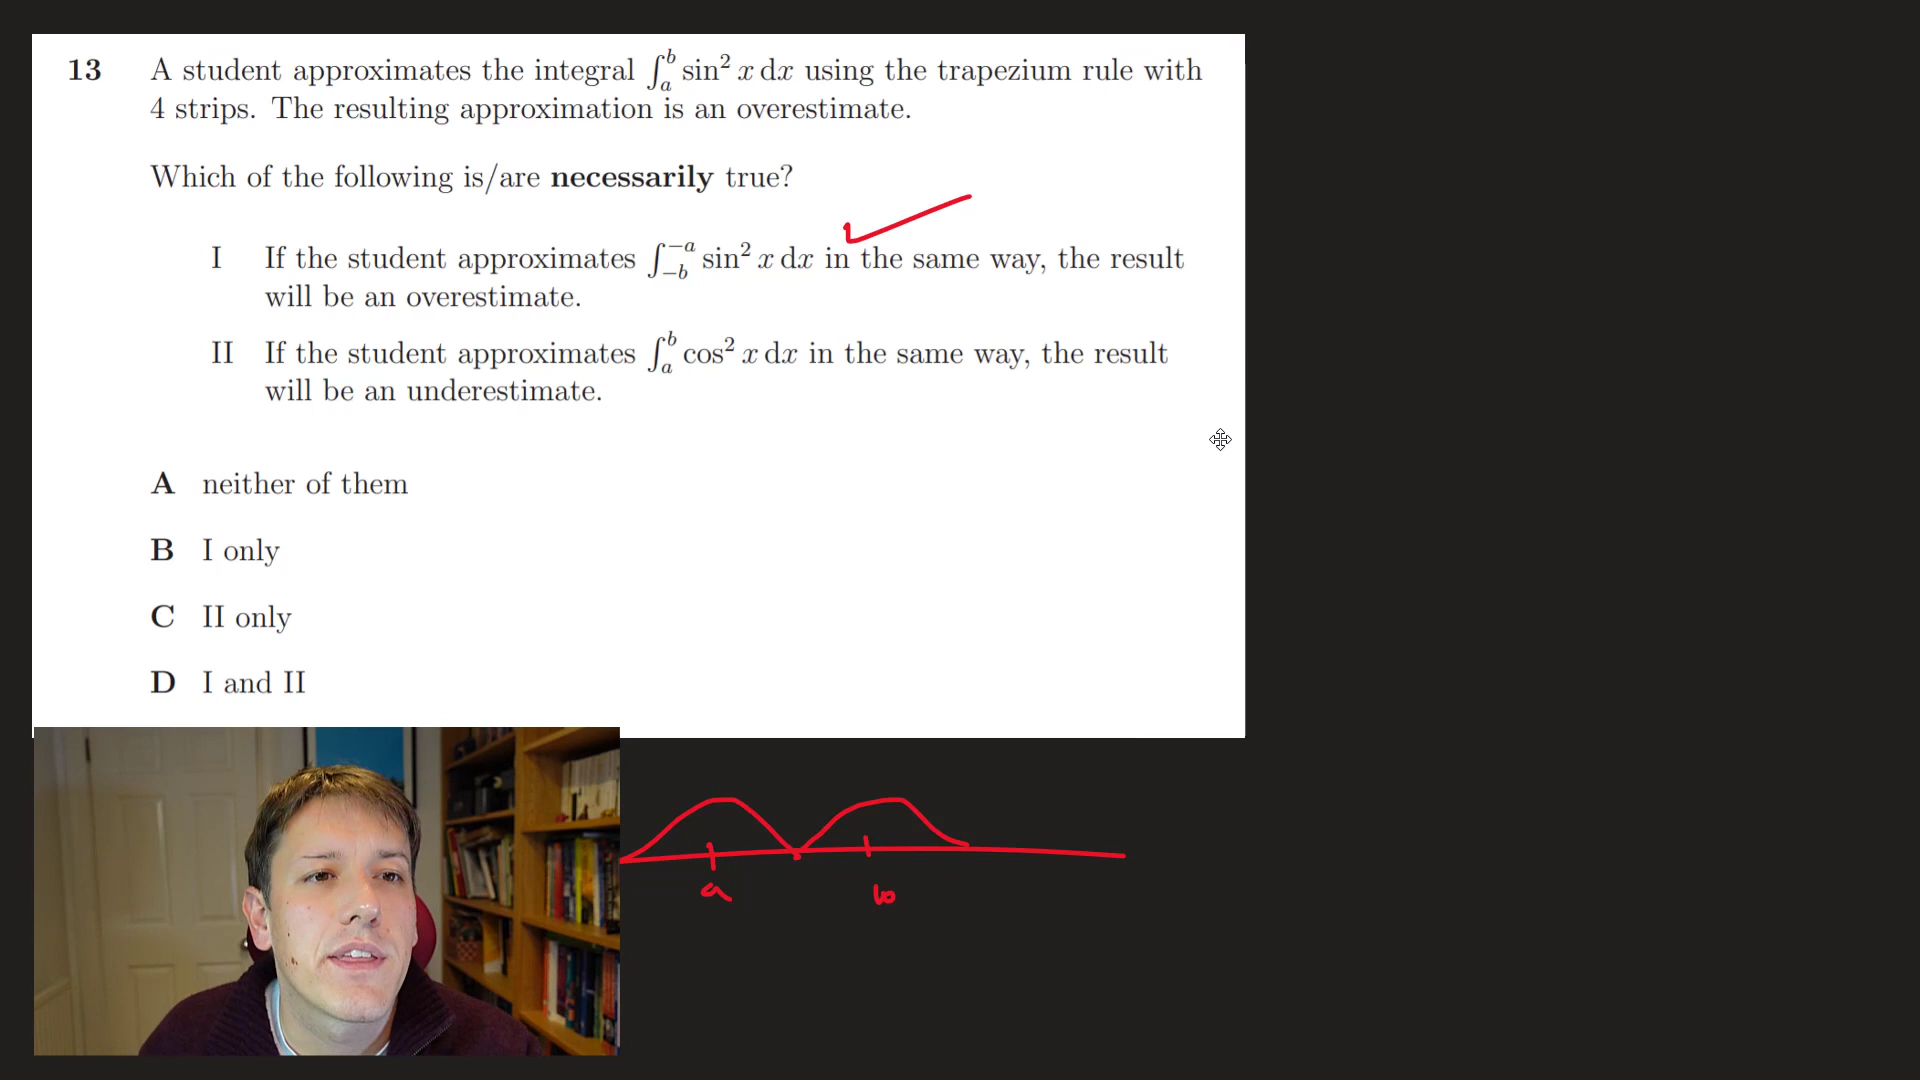 13 A student approximates the integral ∫_a^b sin² x dx using the trapezium rule with
4 strips. The resulting approximation is an overestimate.
Which of the following is/are necessarily true?
I If the student approximates ∫_{-b}^{-a} sin² x dx in the same way, the result
will be an overestimate.
II If the student approximates ∫_a^b cos² x dx in the same way, the result
will be an underestimate.
A neither of them
B I only
C II only
D I and II
a b